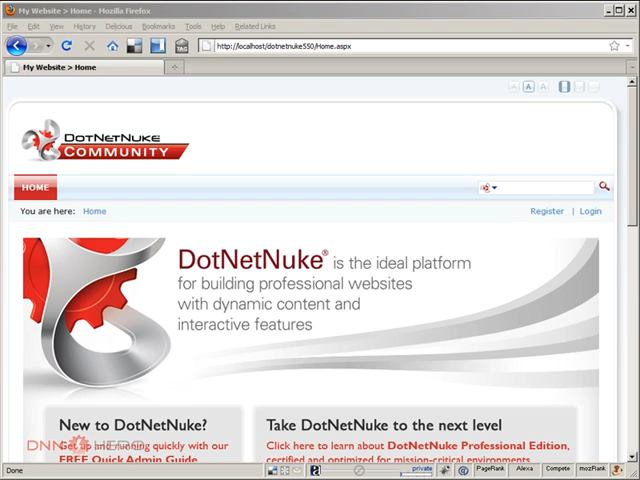 My Website > Home - Mozilla Firefox
File Edit View History Delicious Bookmarks Tools Help Related Links
http://localhost/dotnetnuke550/Home.aspx
My Website > Home
DOTNETNUKE
COMMUNITY
HOME
You are here: Home
Register | Login
DotNetNuke® is the ideal platform
for building professional websites
with dynamic content and
interactive features
New to DotNetNuke?
Get up and running quickly with our
FREE Quick Admin Guide
Take DotNetNuke to the next level
Click here to learn about DotNetNuke Professional Edition,
certified and optimized for mission-critical environments
DNN HERO
Done
private
PageRank
Alexa
Compete
mozRank